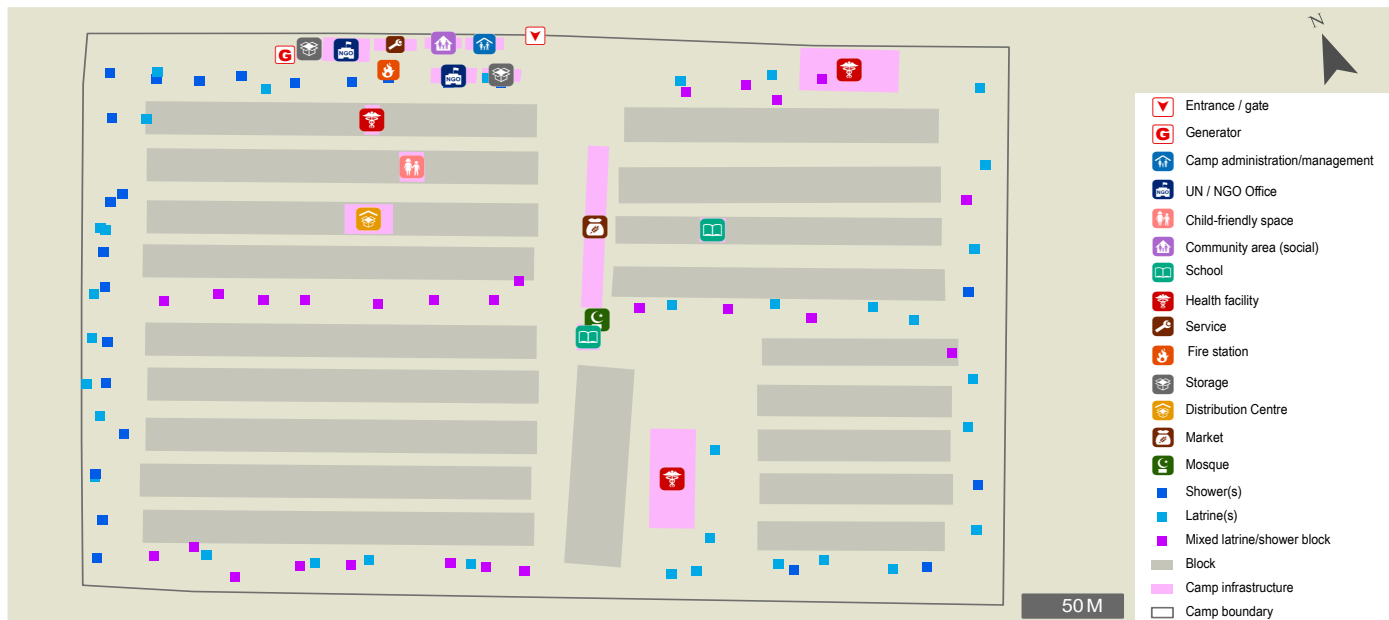 N
G
NGO
NGO
Entrance / gate
G
Generator
Camp administration/management
NGO
UN / NGO Office
Child-friendly space
Community area (social)
School
Health facility
Service
Fire station
Storage
Distribution Centre
Market
Mosque
Shower(s)
Latrine(s)
Mixed latrine/shower block
Block
Camp infrastructure
Camp boundary
50 M